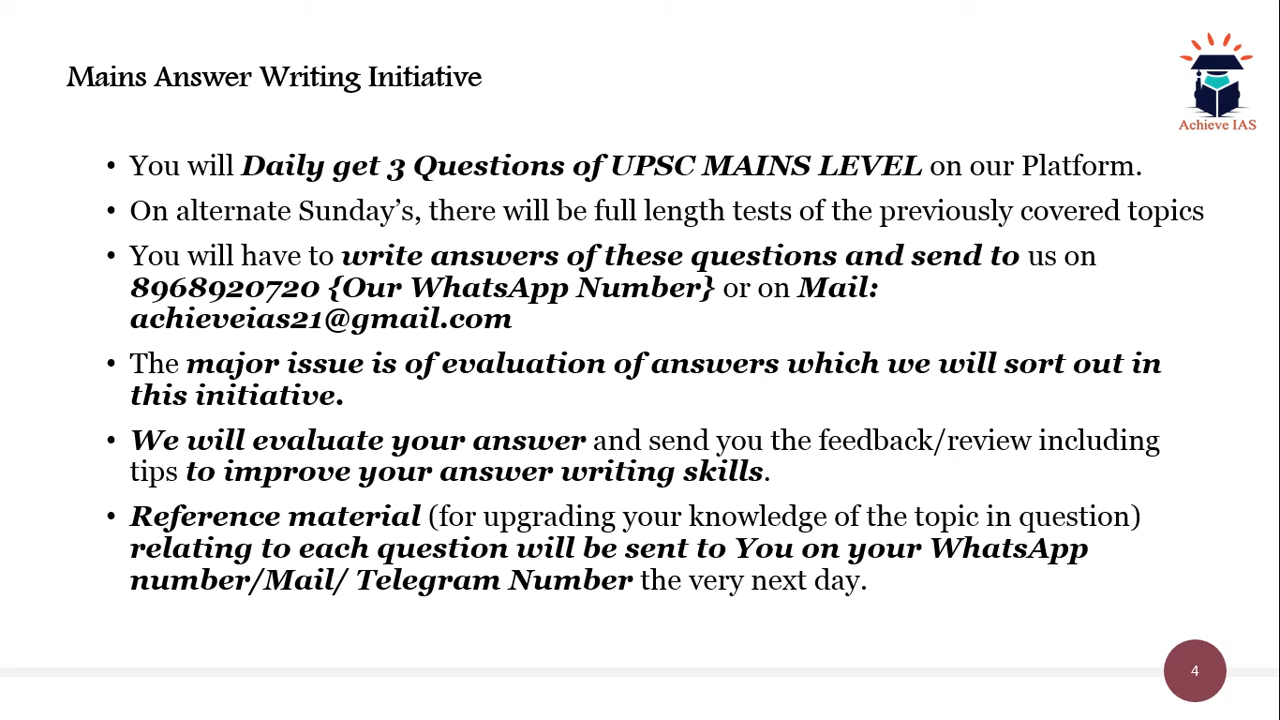 Mains Answer Writing Initiative
Achieve IAS
• You will Daily get 3 Questions of UPSC MAINS LEVEL on our Platform.
• On alternate Sunday’s, there will be full length tests of the previously covered topics
• You will have to write answers of these questions and send to us on
8968920720 {Our WhatsApp Number} or on Mail:
achieveias21@gmail.com
• The major issue is of evaluation of answers which we will sort out in
this initiative.
• We will evaluate your answer and send you the feedback/review including
tips to improve your answer writing skills.
• Reference material (for upgrading your knowledge of the topic in question)
relating to each question will be sent to You on your WhatsApp
number/Mail/ Telegram Number the very next day.
4